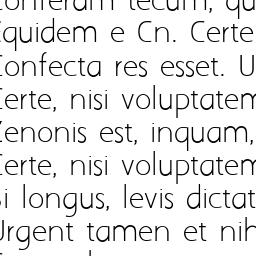 conferam tecum, qu
Equidem e Cn. Certe
Confecta res esset. U
Certe, nisi voluptatem
Zenonis est, inquam,
Certe, nisi voluptatem
Si longus, levis dictat
Urgent tamen et nih